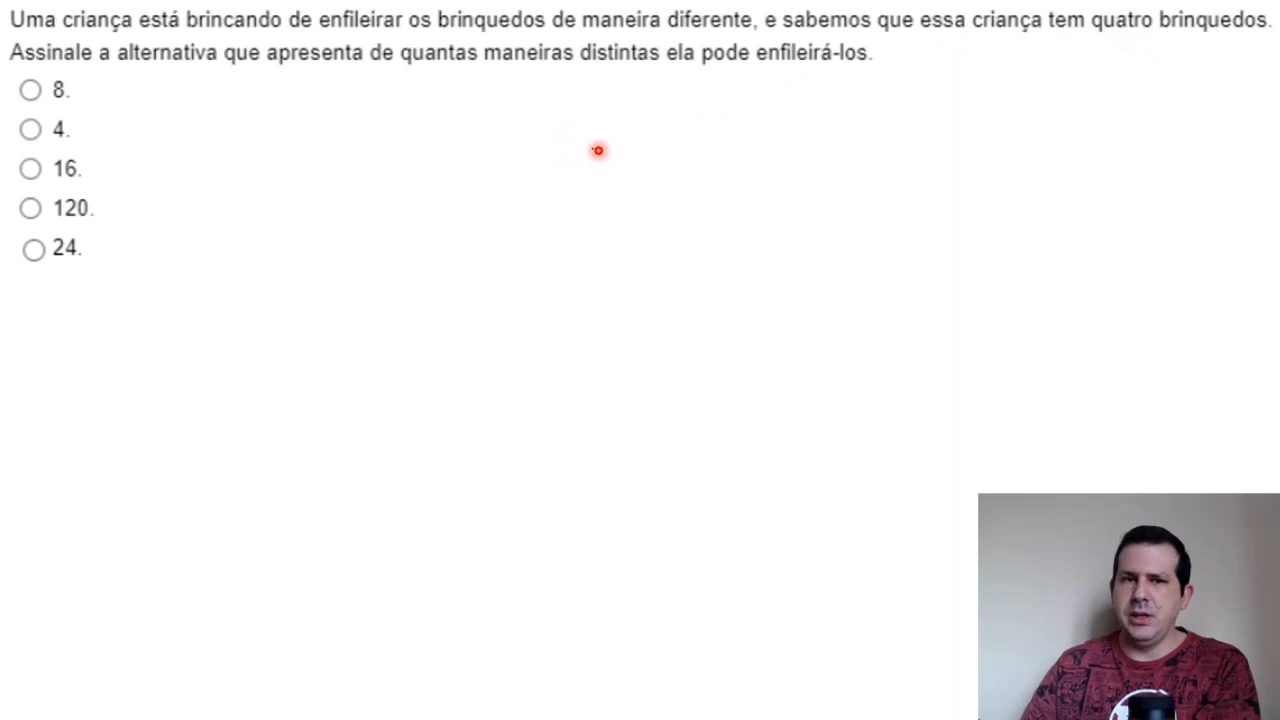 Uma criança está brincando de enfileirar os brinquedos de maneira diferente, e sabemos que essa criança tem quatro brinquedos.
Assinale a alternativa que apresenta de quantas maneiras distintas ela pode enfileirá-los.
8.
4.
16.
120.
24.